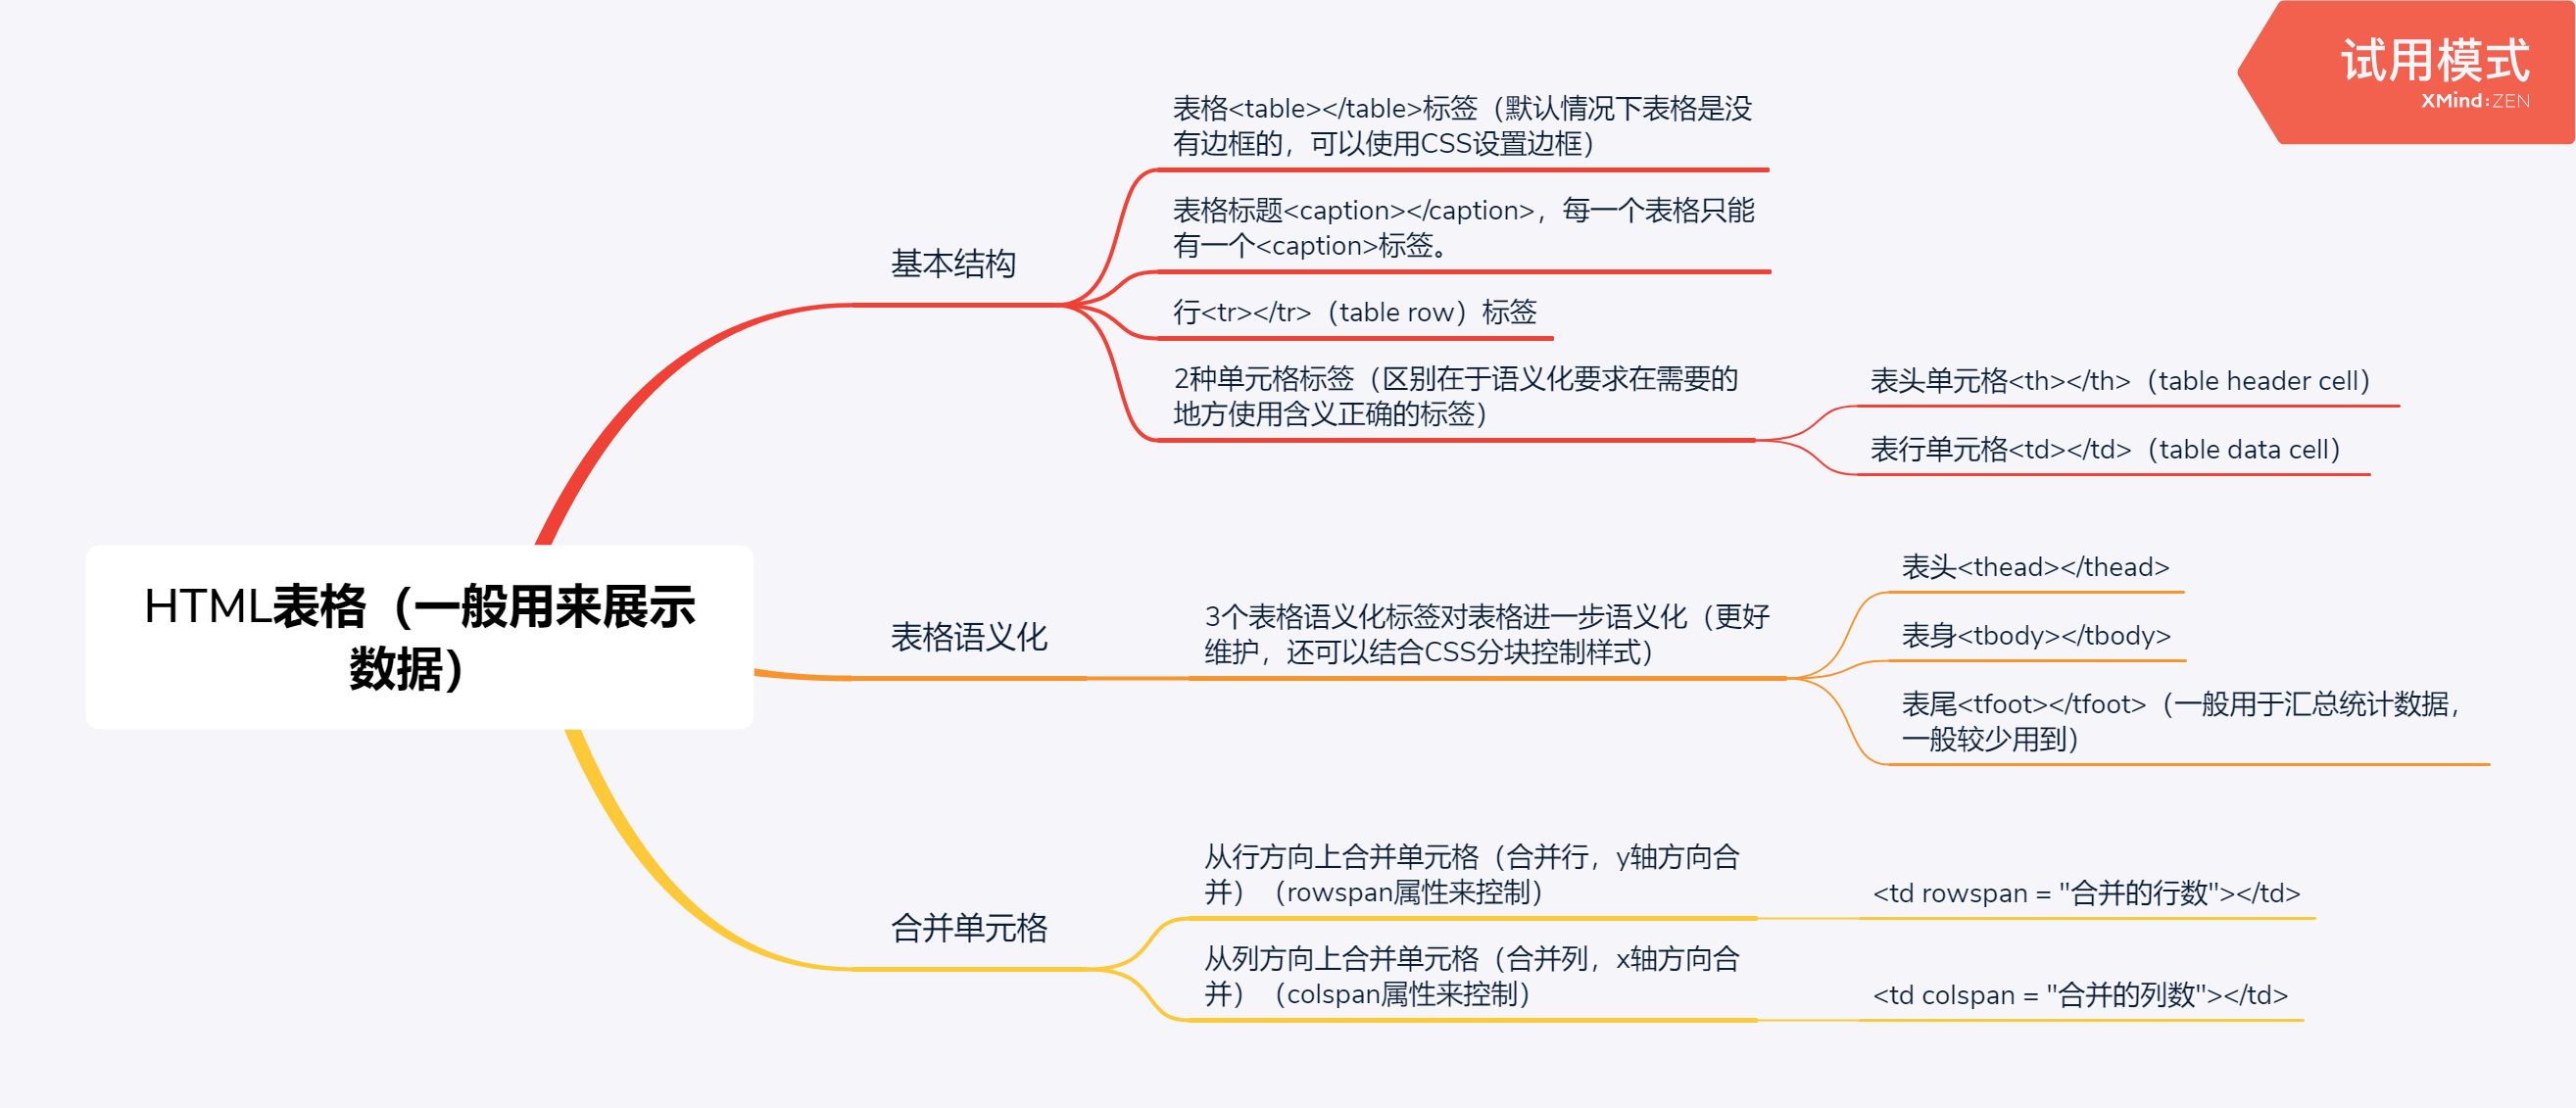 试用模式
XMind:ZEN
HTML表格（一般用来展示
数据）
基本结构
表格<table></table>标签（默认情况下表格是没
有边框的，可以使用CSS设置边框）
表格标题<caption></caption>，每一个表格只能
有一个<caption>标签。
行<tr></tr>（table row）标签
2种单元格标签（区别在于语义化要求在需要的
地方使用含义正确的标签）
表头单元格<th></th>（table header cell）
表行单元格<td></td>（table data cell）
表格语义化
3个表格语义化标签对表格进一步语义化（更好
维护，还可以结合CSS分块控制样式）
表头<thead></thead>
表身<tbody></tbody>
表尾<tfoot></tfoot>（一般用于汇总统计数据，
一般较少用到）
合并单元格
从行方向上合并单元格（合并行，y轴方向合
并）（rowspan属性来控制）
<td rowspan = "合并的行数"></td>
从列方向上合并单元格（合并列，x轴方向合
并）（colspan属性来控制）
<td colspan = "合并的列数"></td>